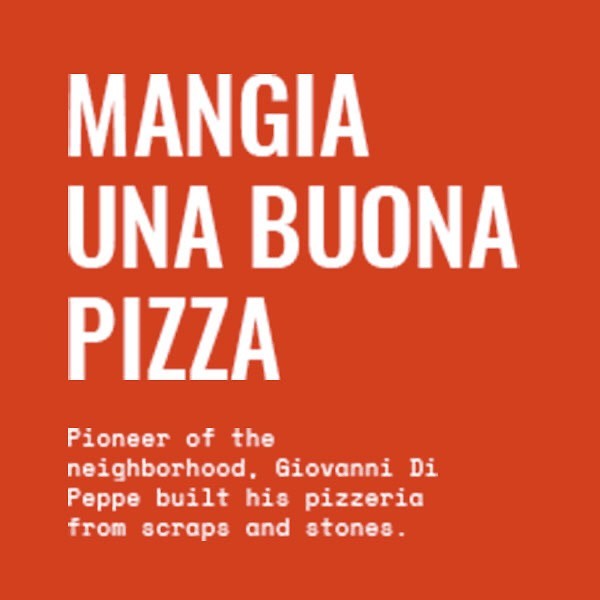 MANGIA
UNA BUONA
PIZZA
Pioneer of the
neighborhood, Giovanni Di
Peppe built his pizzeria
from scraps and stones.